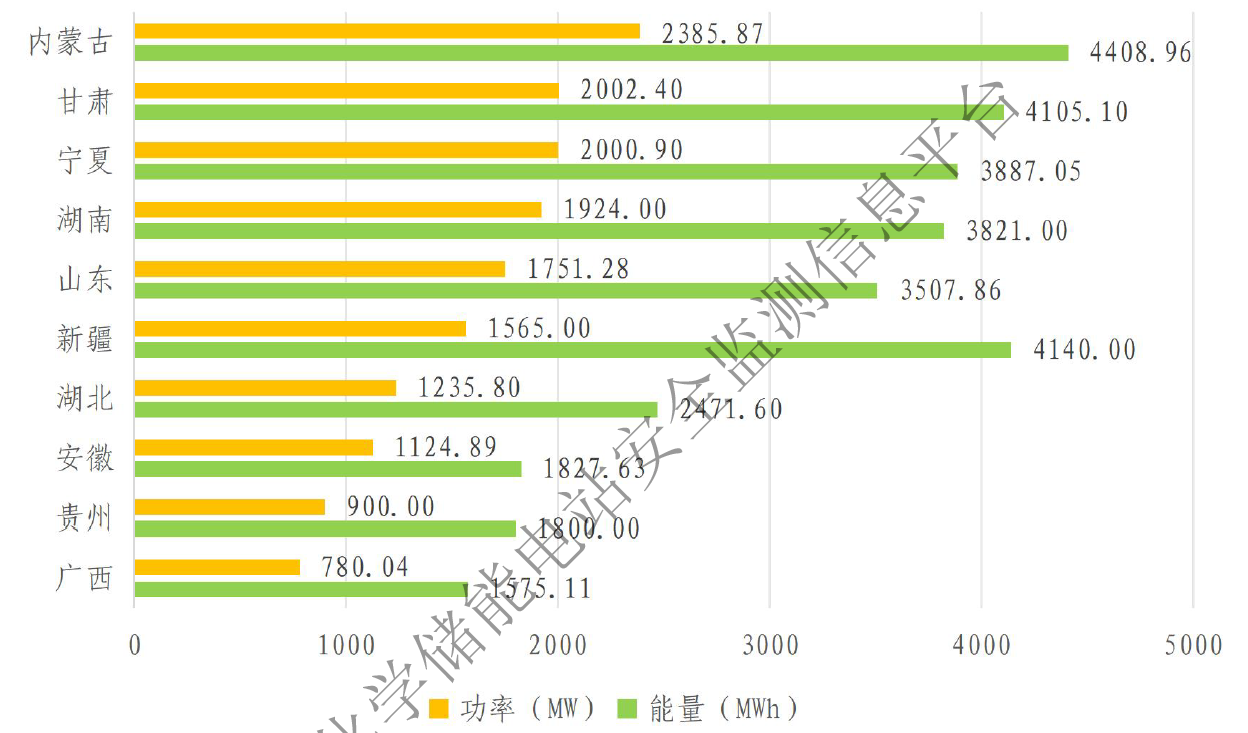 内蒙古
2385.87
4408.96
甘肃
2002.40
4105.10
宁夏
2000.90
3887.05
湖南
1924.00
3821.00
山东
1751.28
3507.86
新疆
1565.00
4140.00
湖北
1235.80
2471.60
安徽
1124.89
1827.63
贵州
900.00
1800.00
广西
780.04
1575.11
0 1000 2000 3000 4000 5000
功率（MW） 能量（MWh）
化学储能电站安全监测信息平台